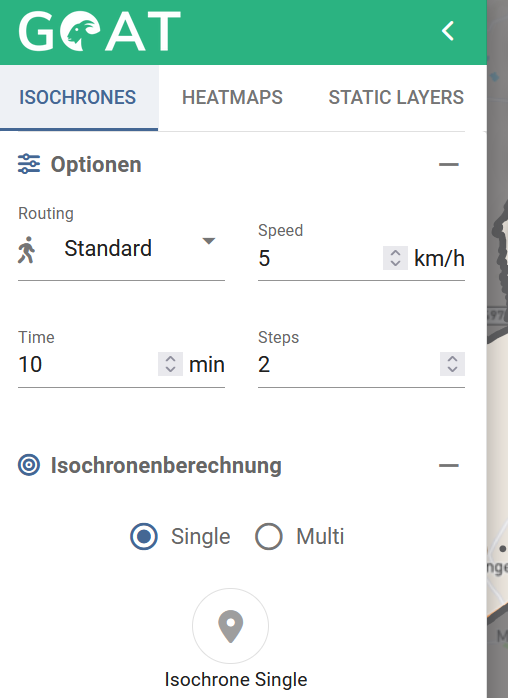 GOAT
ISOCHRONES HEATMAPS STATIC LAYERS
Optionen
Routing
Standard
Speed
5 km/h
Time
10 min
Steps
2
Isochronenberechnung
Single Multi
Isochrone Single